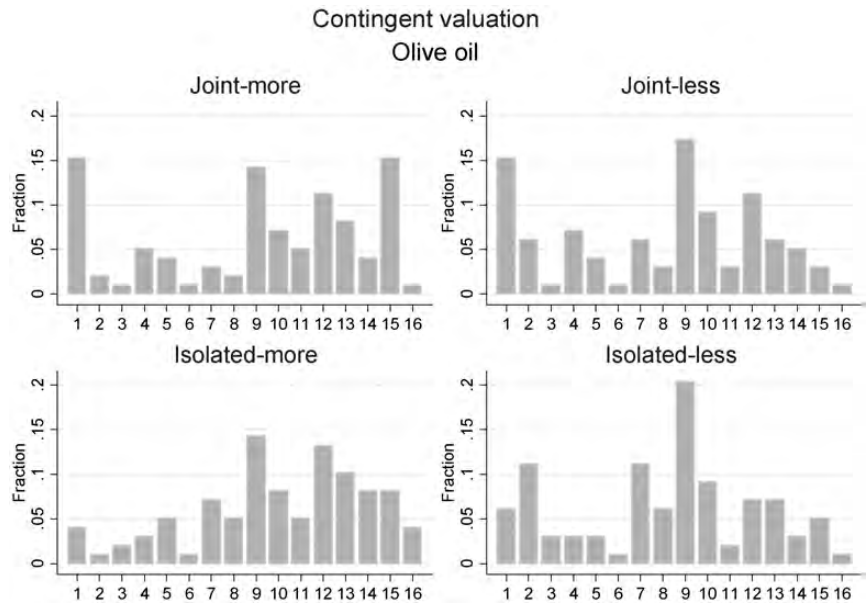 Contingent valuation
Olive oil
Joint-more
Joint-less
Fraction
0 .05 .1 .15 .2
1 2 3 4 5 6 7 8 9 10 11 12 13 14 15 16
Fraction
0 .05 .1 .15 .2
1 2 3 4 5 6 7 8 9 10 11 12 13 14 15 16
Isolated-more
Isolated-less
Fraction
0 .05 .1 .15 .2
1 2 3 4 5 6 7 8 9 10 11 12 13 14 15 16
Fraction
0 .05 .1 .15 .2
1 2 3 4 5 6 7 8 9 10 11 12 13 14 15 16